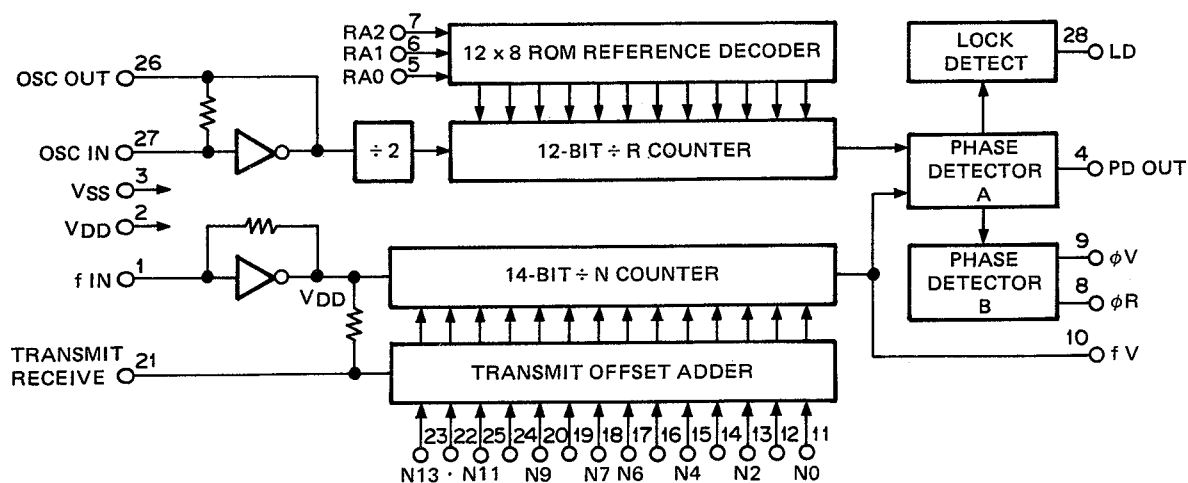 RA2 7
RA1 6
RA0 5
12 x 8 ROM REFERENCE DECODER
LOCK
DETECT
28
LD
OSC OUT
26
OSC IN
27
÷ 2
12-BIT ÷ R COUNTER
PHASE
DETECTOR
A
4
PD OUT
VSS
3
VDD
2
f IN
1
VDD
14-BIT ÷ N COUNTER
PHASE
DETECTOR
B
9
φV
8
φR
10
f V
TRANSMIT
RECEIVE
21
TRANSMIT OFFSET ADDER
23 22 25 24 20 19 18 17 16 15 14 13 12 11
N13 · N11 N9 N7 N6 N4 N2 N0